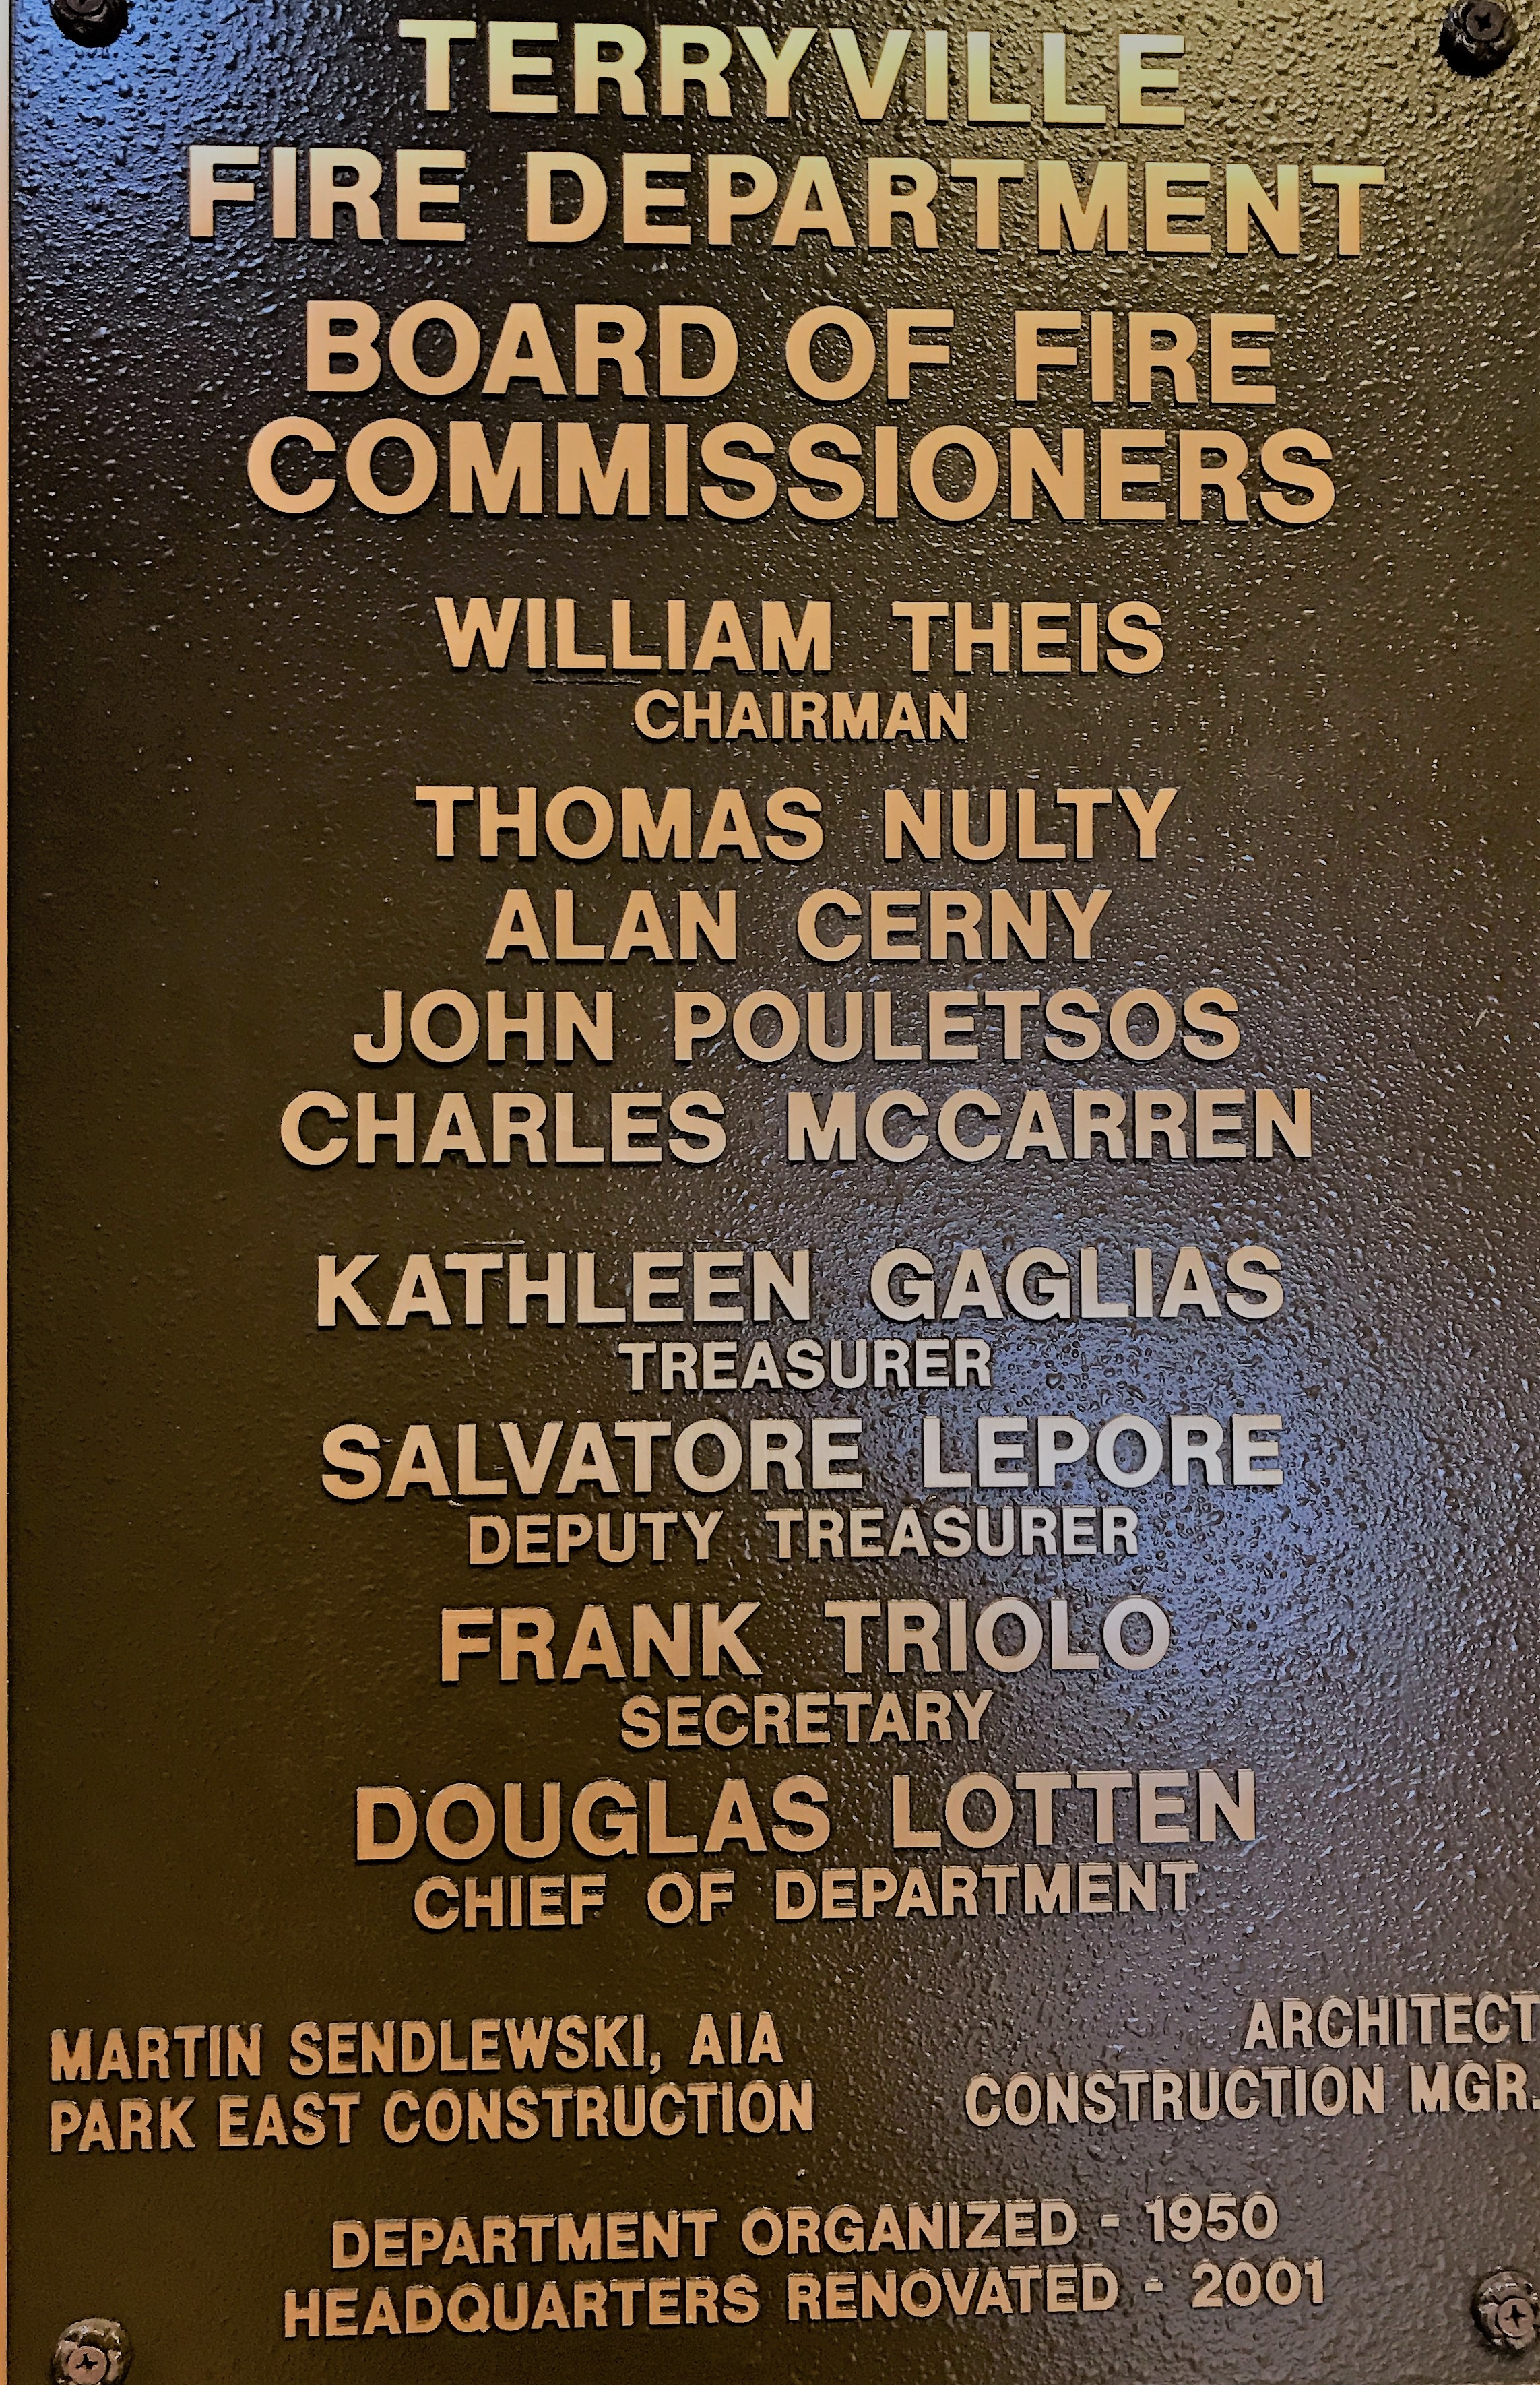 TERRYVILLE
FIRE DEPARTMENT
BOARD OF FIRE
COMMISSIONERS
WILLIAM THEIS
CHAIRMAN
THOMAS NULTY
ALAN CERNY
JOHN POULETSOS
CHARLES MCCARREN
KATHLEEN GAGLIAS
TREASURER
SALVATORE LEPORE
DEPUTY TREASURER
FRANK TRIOLO
SECRETARY
DOUGLAS LOTTEN
CHIEF OF DEPARTMENT
MARTIN SENDLEWSKI, AIA ARCHITECT
PARK EAST CONSTRUCTION CONSTRUCTION MGR.
DEPARTMENT ORGANIZED - 1950
HEADQUARTERS RENOVATED - 2001